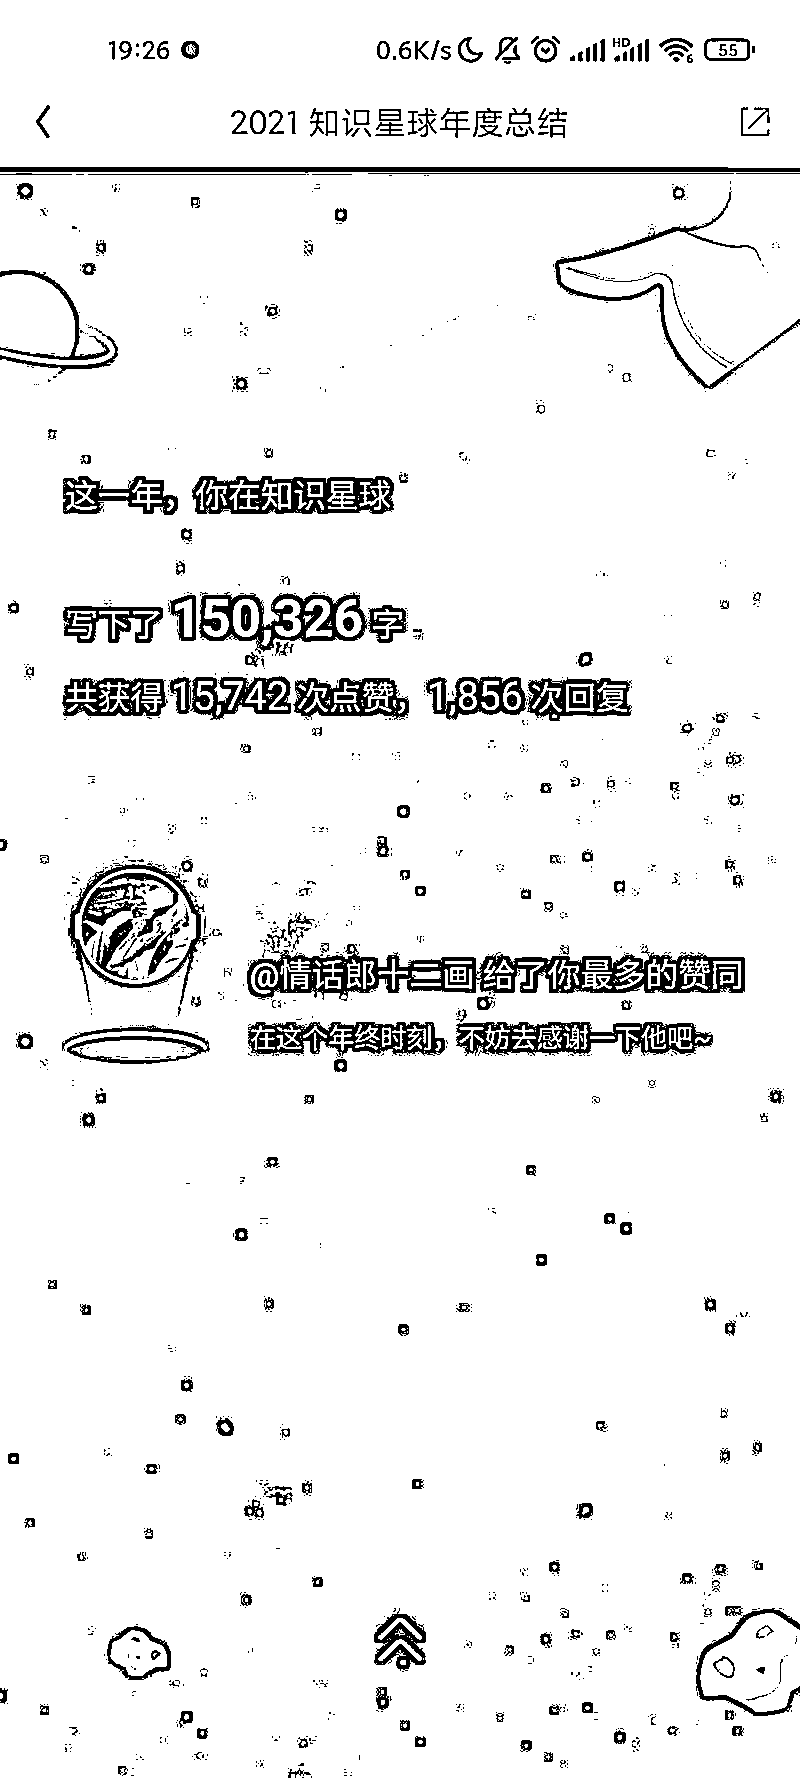 19:26 0.6K/s HD 6 55
2021 知识星球年度总结
这一年，你在知识星球
写下了 150,326 字
共获得 15,742 次点赞，1,856 次回复
@情话郎十二画 给了你最多的赞同
在这个年终时刻，不妨去感谢一下他吧~